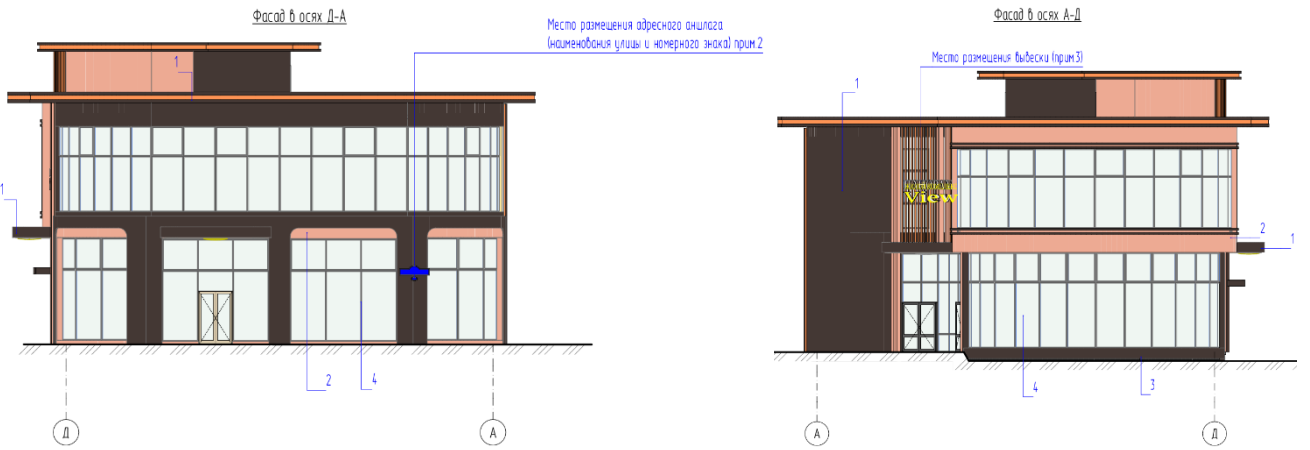 Фасад в осях Д-А
Место размещения адресного аншлага
(наименования улицы и номерного знака) прим.2
1
1
2
4
Д
А
Фасад в осях А-Д
Место размещения вывески (прим.3)
1
View
2
1
4
3
А
Д